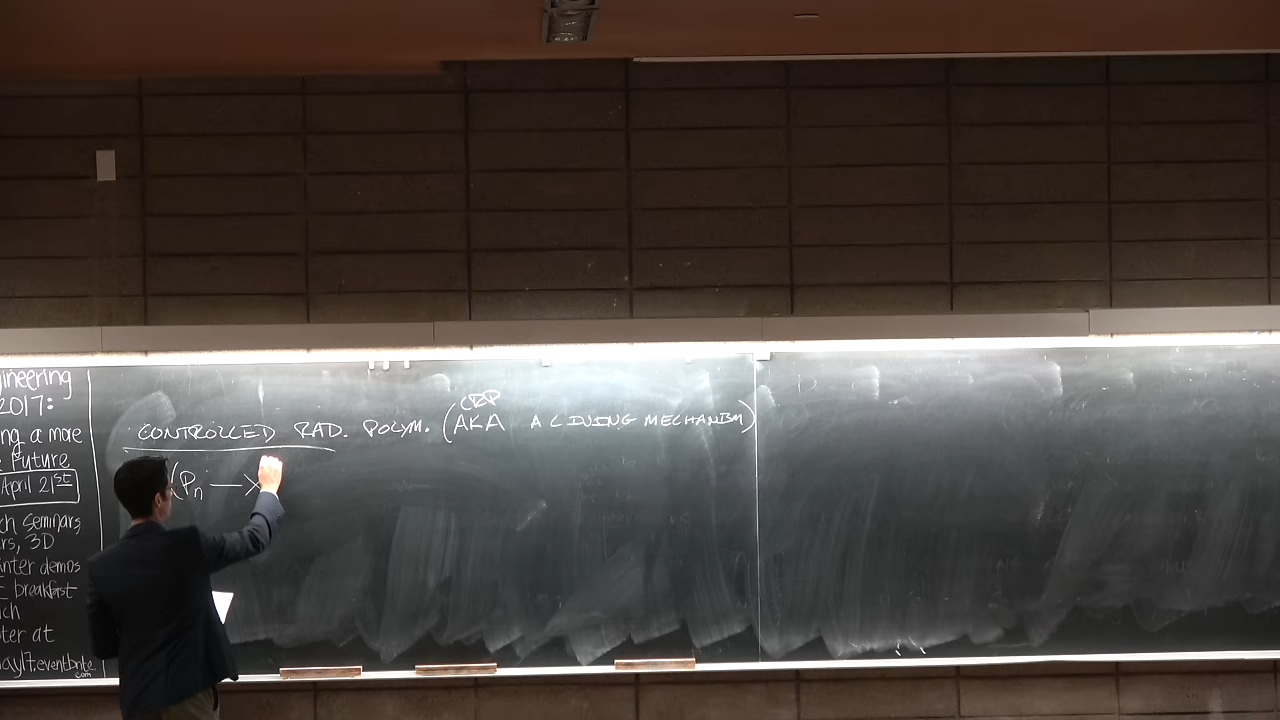 gineering
2017:
ng a more
Future
April 21st
ch Seminars
rs, 3D
inter demos
breakfast
ch
ter at
ay17.eventbrite.
com
CRP
CONTROLLED RAD. POLYM. (AKA A LIVING MECHANISM)
(Pn — X